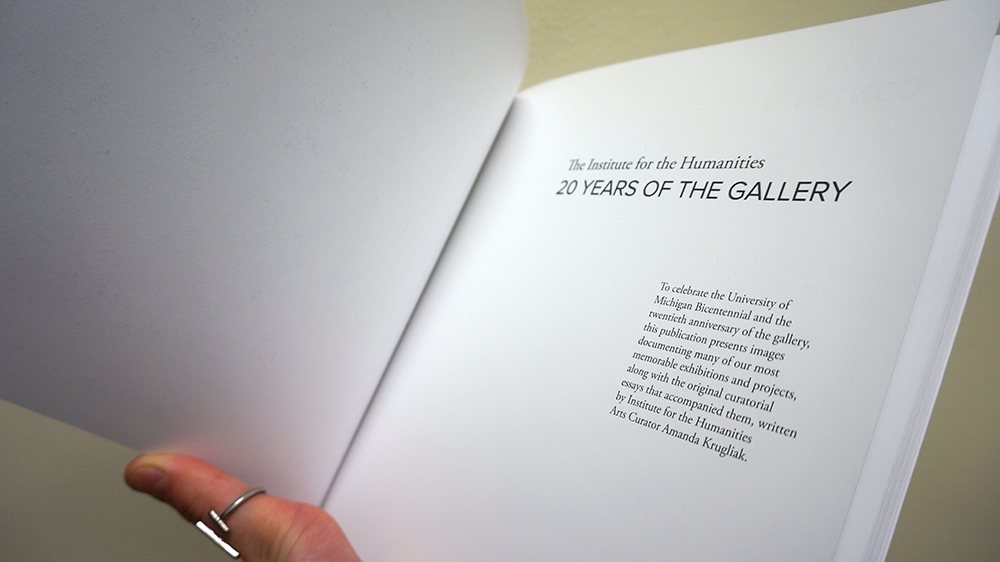 The Institute for the Humanities
20 YEARS OF THE GALLERY
To celebrate the University of
Michigan Bicentennial and the
twentieth anniversary of the gallery,
this publication presents images
documenting many of our most
memorable exhibitions and projects,
along with the original curatorial
essays that accompanied them, written
by Institute for the Humanities
Arts Curator Amanda Krugliak.